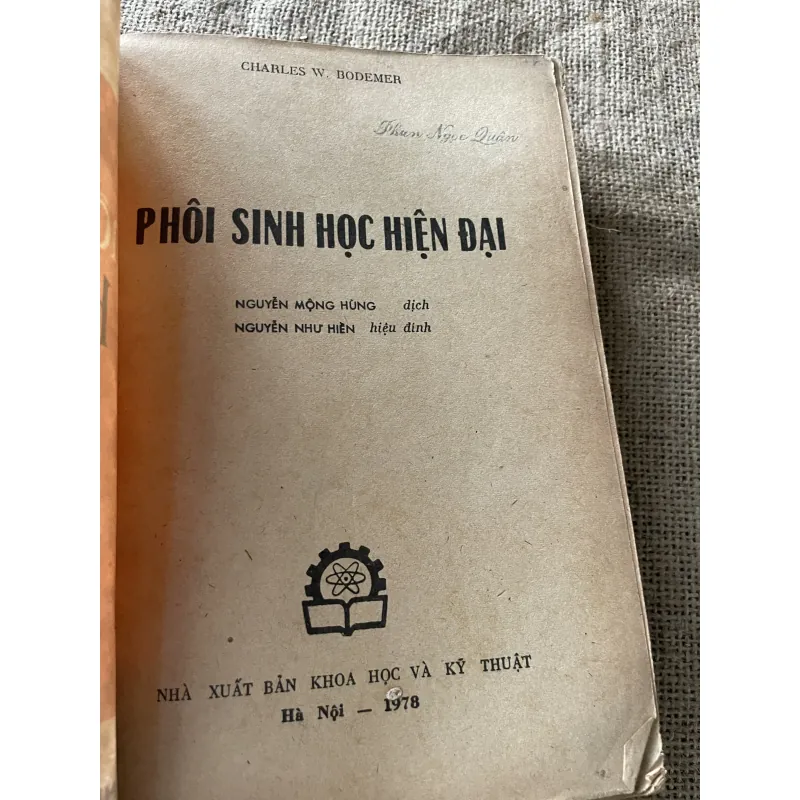 CHARLES W. BODEMER
Phan Ngọc Quân
PHÔI SINH HỌC HIỆN ĐẠI
NGUYỄN MỘNG HÙNG dịch
NGUYỄN NHƯ HIỀN hiệu đính
NHÀ XUẤT BẢN KHOA HỌC VÀ KỸ THUẬT
Hà Nội — 1978